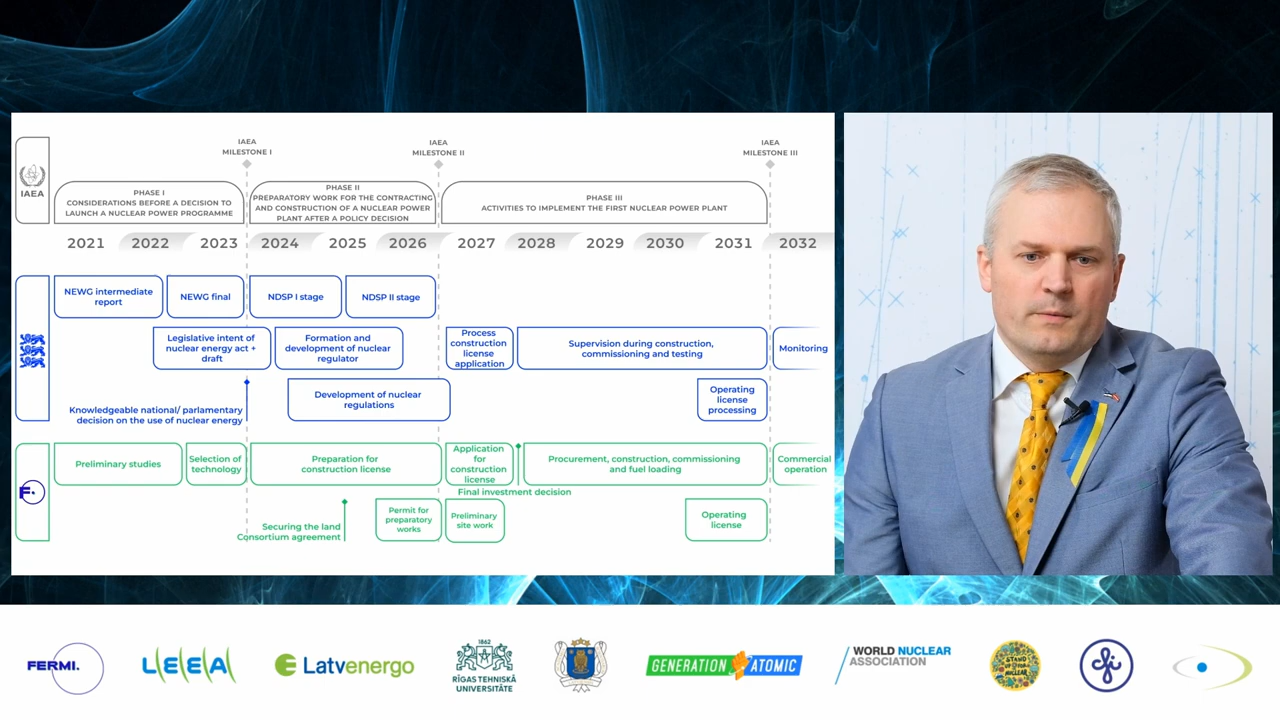 IAEA
MILESTONE I
IAEA
MILESTONE II
IAEA
MILESTONE III
IAEA
PHASE I
CONSIDERATIONS BEFORE A DECISION TO
LAUNCH A NUCLEAR POWER PROGRAMME
PHASE II
PREPARATORY WORK FOR THE CONTRACTING
AND CONSTRUCTION OF A NUCLEAR POWER
PLANT AFTER A POLICY DECISION
PHASE III
ACTIVITIES TO IMPLEMENT THE FIRST NUCLEAR POWER PLANT
2021 2022 2023 2024 2025 2026 2027 2028 2029 2030 2031 2032
NEWG intermediate
report
NEWG final
NDSP I stage
NDSP II stage
Legislative intent of
nuclear energy act +
draft
Formation and
development of nuclear
regulator
Process
construction
license
application
Supervision during construction,
commissioning and testing
Monitoring
Development of nuclear
regulations
Operating
license
processing
Knowledgeable national/ parlamentary
decision on the use of nuclear energy
Preliminary studies
Selection of
technology
Preparation for
construction license
Application
for
construction
license
Procurement, construction, commissioning
and fuel loading
Commercial
operation
Final investment decision
Securing the land
Consortium agreement
Permit for
preparatory
works
Preliminary
site work
Operating
license
F.
FERMI.
LEEA
Latvenergo
1862
RĪGAS TEHNISKĀ
UNIVERSITĀTE
GENERATION ATOMIC
WORLD NUCLEAR
ASSOCIATION
STAND
UP FOR
NUCLEAR